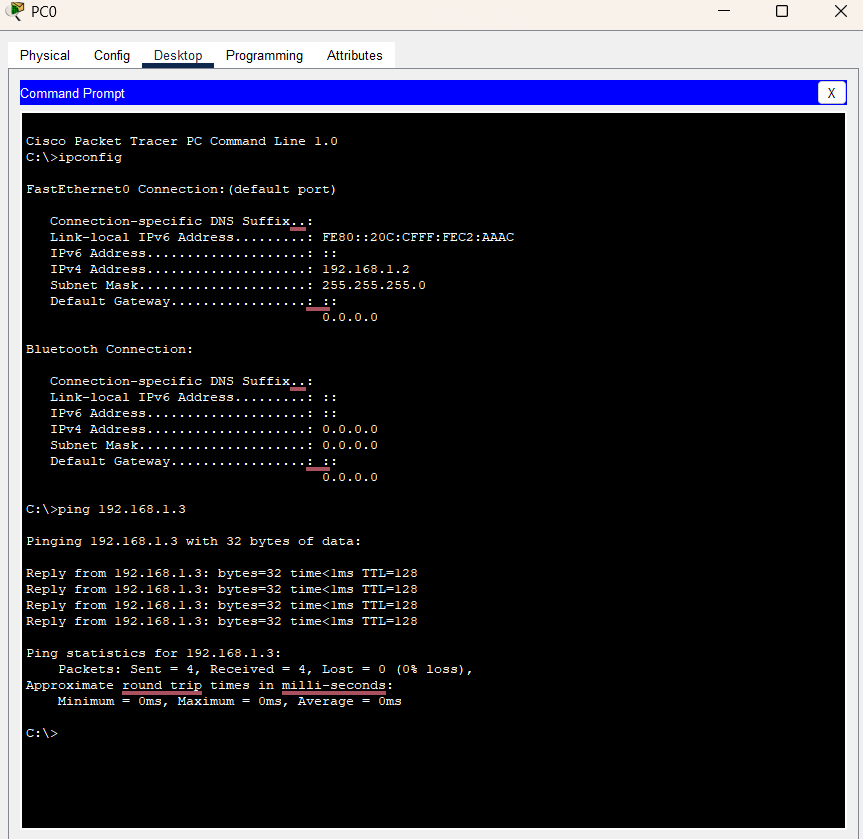 PC0
Physical Config Desktop Programming Attributes
Command Prompt X
Cisco Packet Tracer PC Command Line 1.0
C:\>ipconfig
FastEthernet0 Connection:(default port)
Connection-specific DNS Suffix..:
Link-local IPv6 Address.........: FE80::20C:CFFF:FEC2:AAAC
IPv6 Address....................: ::
IPv4 Address....................: 192.168.1.2
Subnet Mask.....................: 255.255.255.0
Default Gateway.................: ::
0.0.0.0
Bluetooth Connection:
Connection-specific DNS Suffix..:
Link-local IPv6 Address.........: ::
IPv6 Address....................: ::
IPv4 Address....................: 0.0.0.0
Subnet Mask.....................: 0.0.0.0
Default Gateway.................: ::
0.0.0.0
C:\>ping 192.168.1.3
Pinging 192.168.1.3 with 32 bytes of data:
Reply from 192.168.1.3: bytes=32 time<1ms TTL=128
Reply from 192.168.1.3: bytes=32 time<1ms TTL=128
Reply from 192.168.1.3: bytes=32 time<1ms TTL=128
Reply from 192.168.1.3: bytes=32 time<1ms TTL=128
Ping statistics for 192.168.1.3:
Packets: Sent = 4, Received = 4, Lost = 0 (0% loss),
Approximate round trip times in milli-seconds:
Minimum = 0ms, Maximum = 0ms, Average = 0ms
C:\>